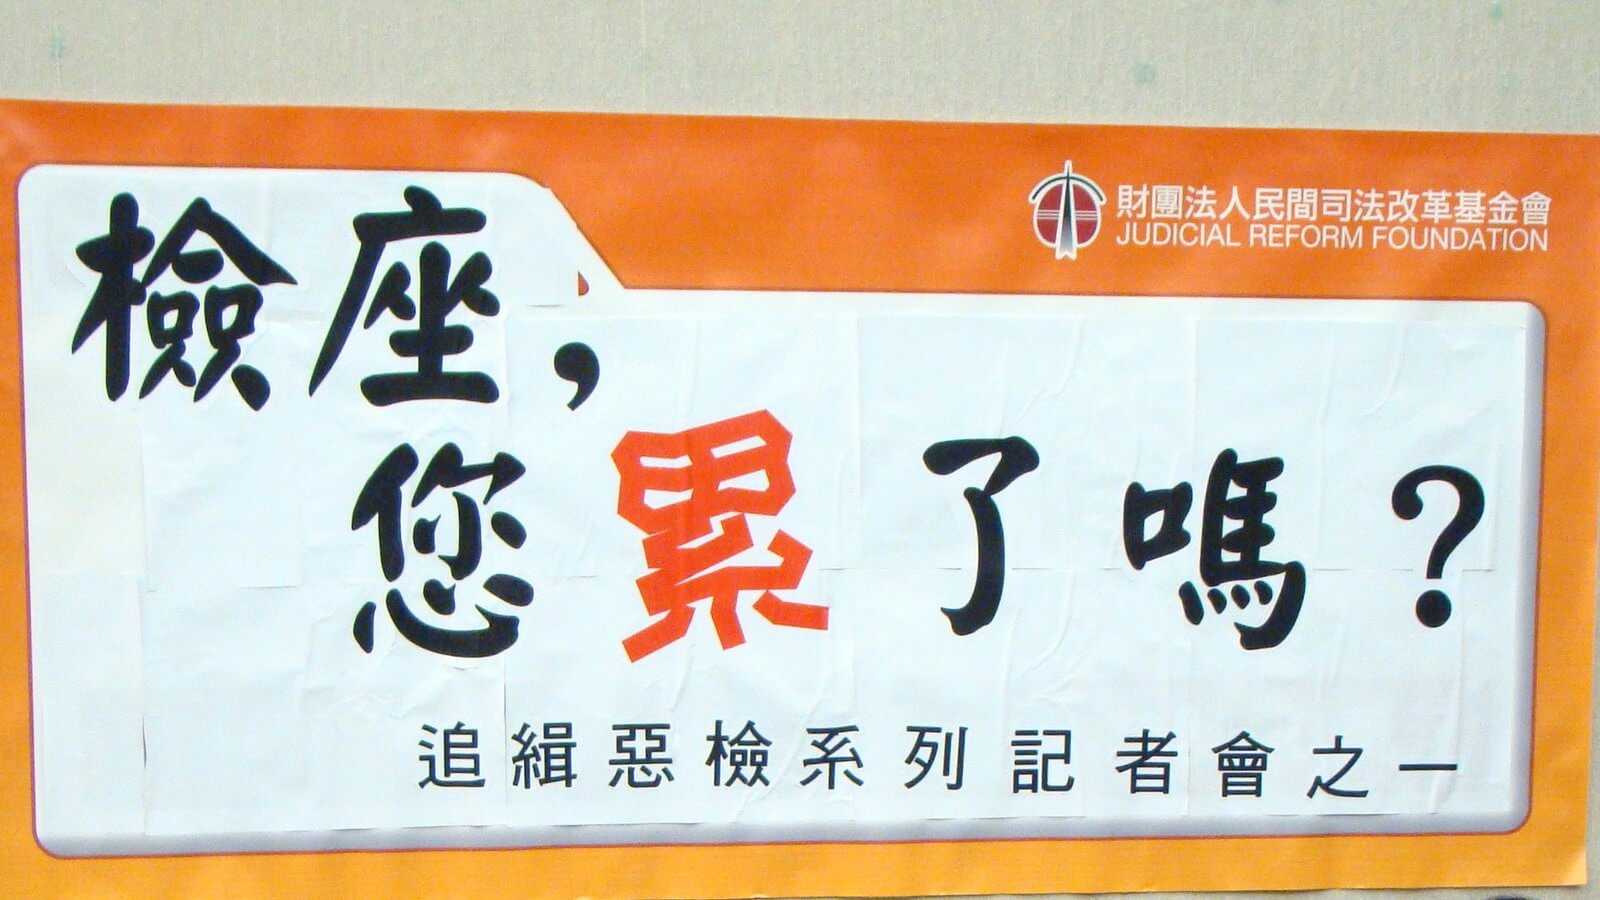 財團法人民間司法改革基金會
JUDICIAL REFORM FOUNDATION
檢座,
您累了嗎?
追緝惡檢系列記者會之一